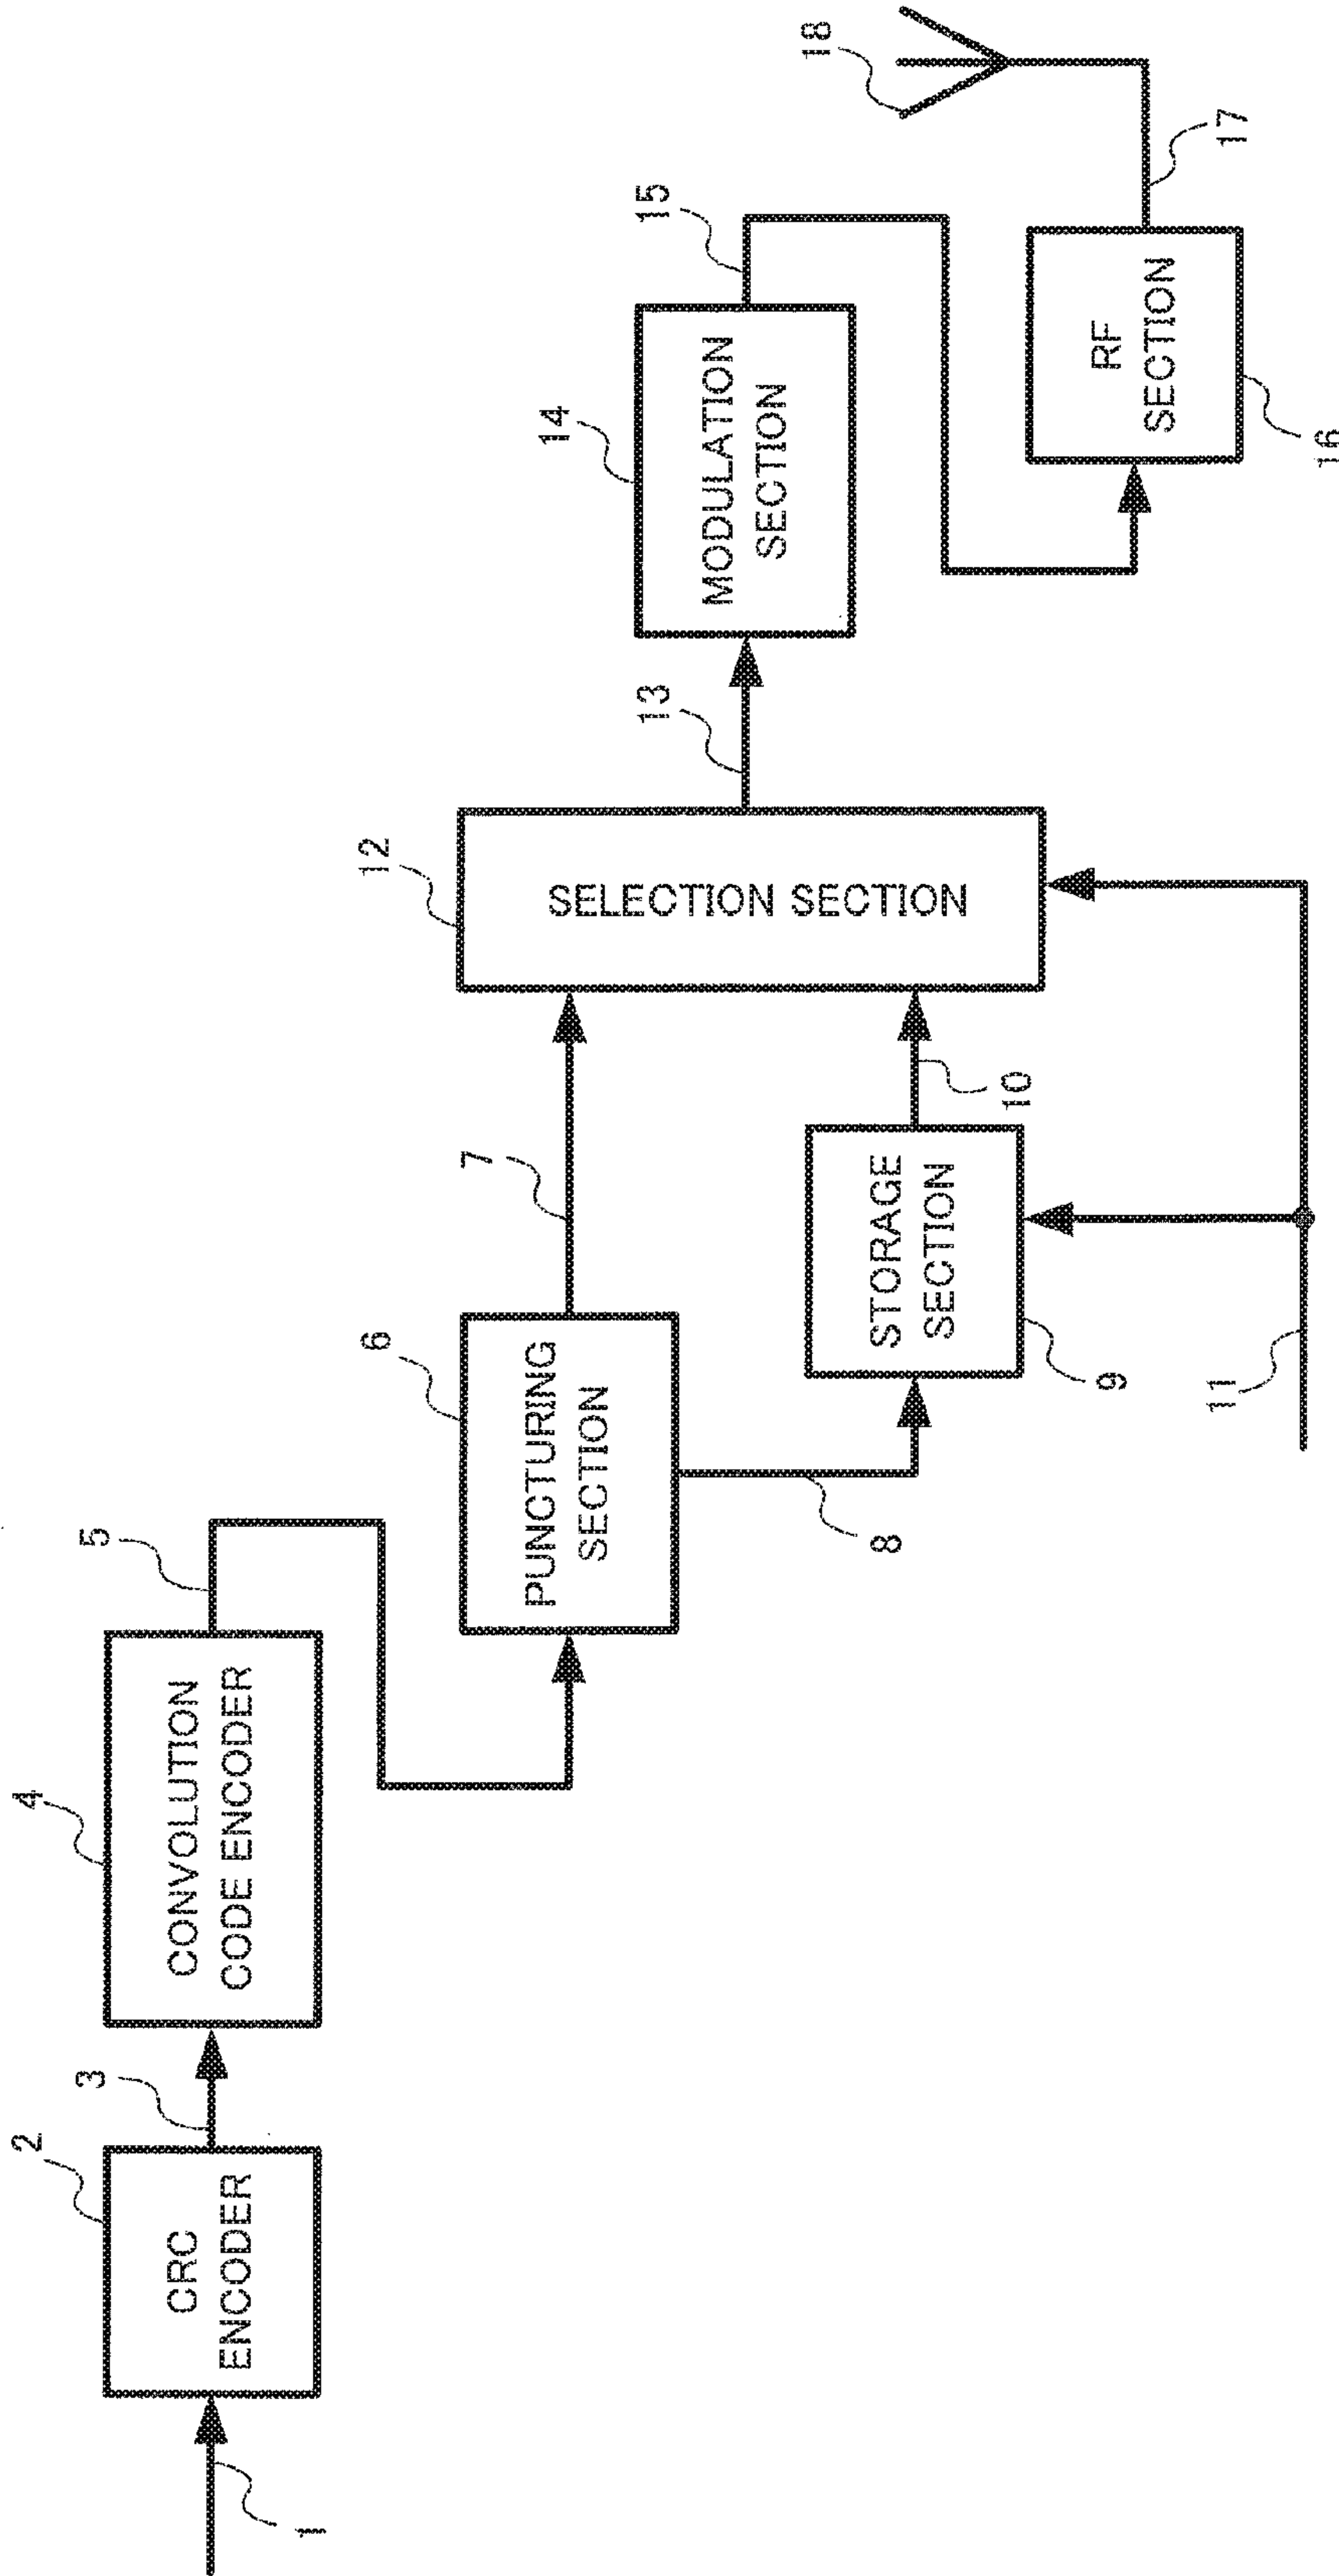 1
2
CRC
ENCODER
3
4
CONVOLUTION
CODE ENCODER
5
6
PUNCTURING
SECTION
7
8
STORAGE
SECTION
9
10
11
12
SELECTION SECTION
13
14
MODULATION
SECTION
15
RF
SECTION
16
17
18